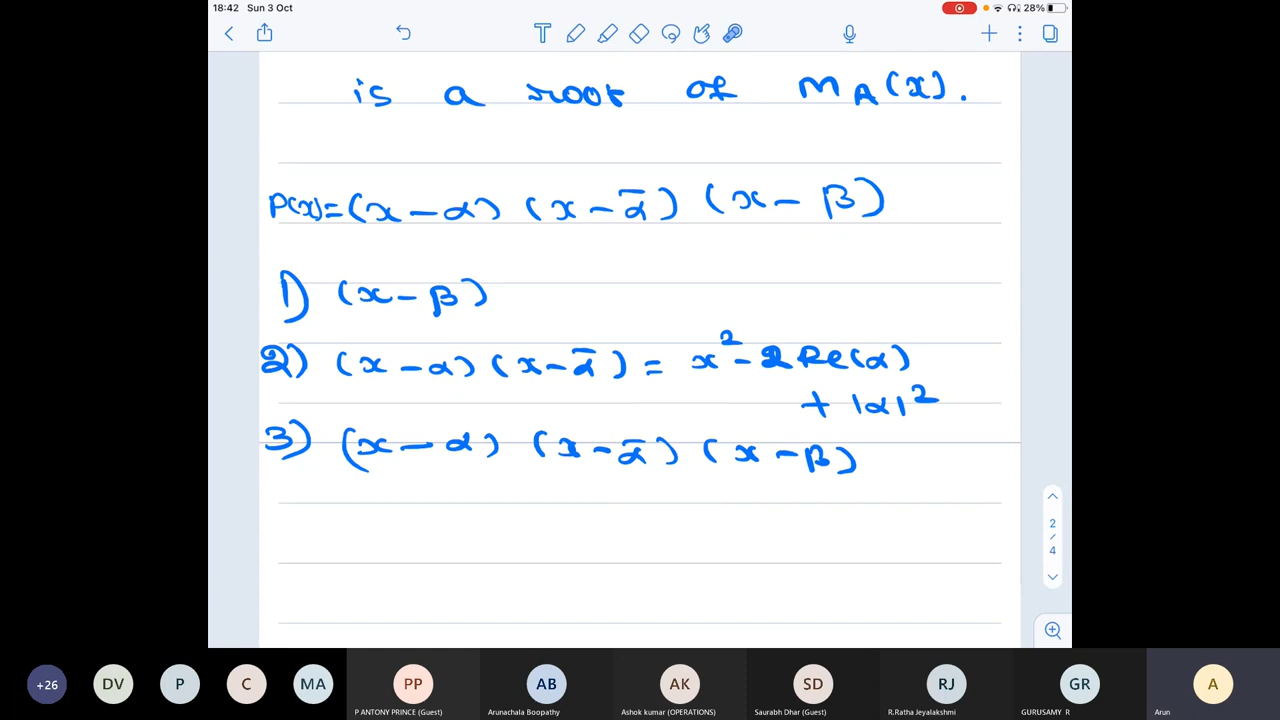 18:42 Sun 3 Oct 28%
is a root of M_A(x).
P(x)=(x-α) (x-ᾱ) (x-β)
1) (x-β)
2) (x-α) (x-ᾱ) = x² - 2Re(α)
+ |α|²
3) (x-α) (x-ᾱ) (x-β)
2
/
4
+26 DV P C MA PP AB AK SD RJ GR A
P ANTONY PRINCE (Guest) Arunachala Boopathy Ashok kumar (OPERATIONS) Saurabh Dhar (Guest) R.Ratha Jeyalakshmi GURUSAMY R Arun